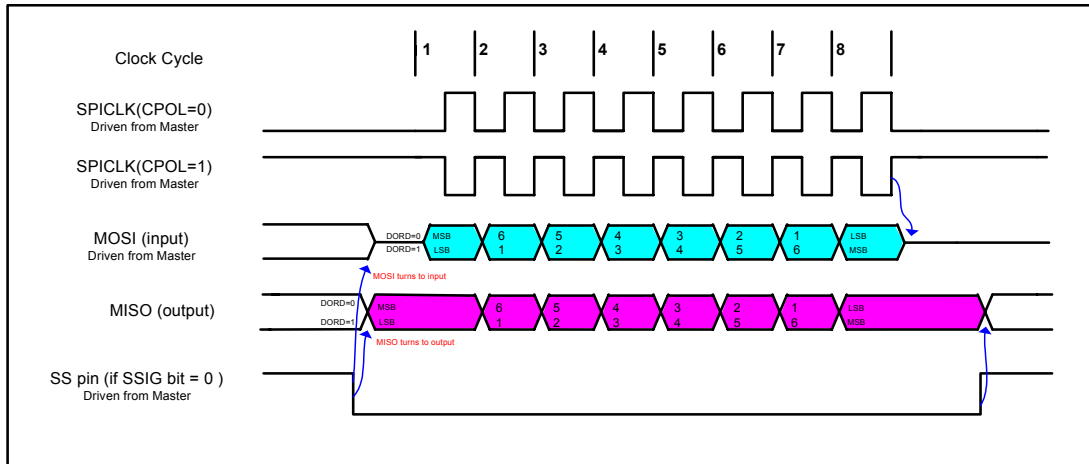 Clock Cycle 1 2 3 4 5 6 7 8
SPICLK(CPOL=0)
Driven from Master
SPICLK(CPOL=1)
Driven from Master
MOSI (input)
Driven from Master
DORD=0 MSB 6 5 4 3 2 1 LSB
DORD=1 LSB 1 2 3 4 5 6 MSB
MOSI turns to input
MISO (output)
DORD=0 MSB 6 5 4 3 2 1 LSB
DORD=1 LSB 1 2 3 4 5 6 MSB
MISO turns to output
SS pin (if SSIG bit = 0 )
Driven from Master